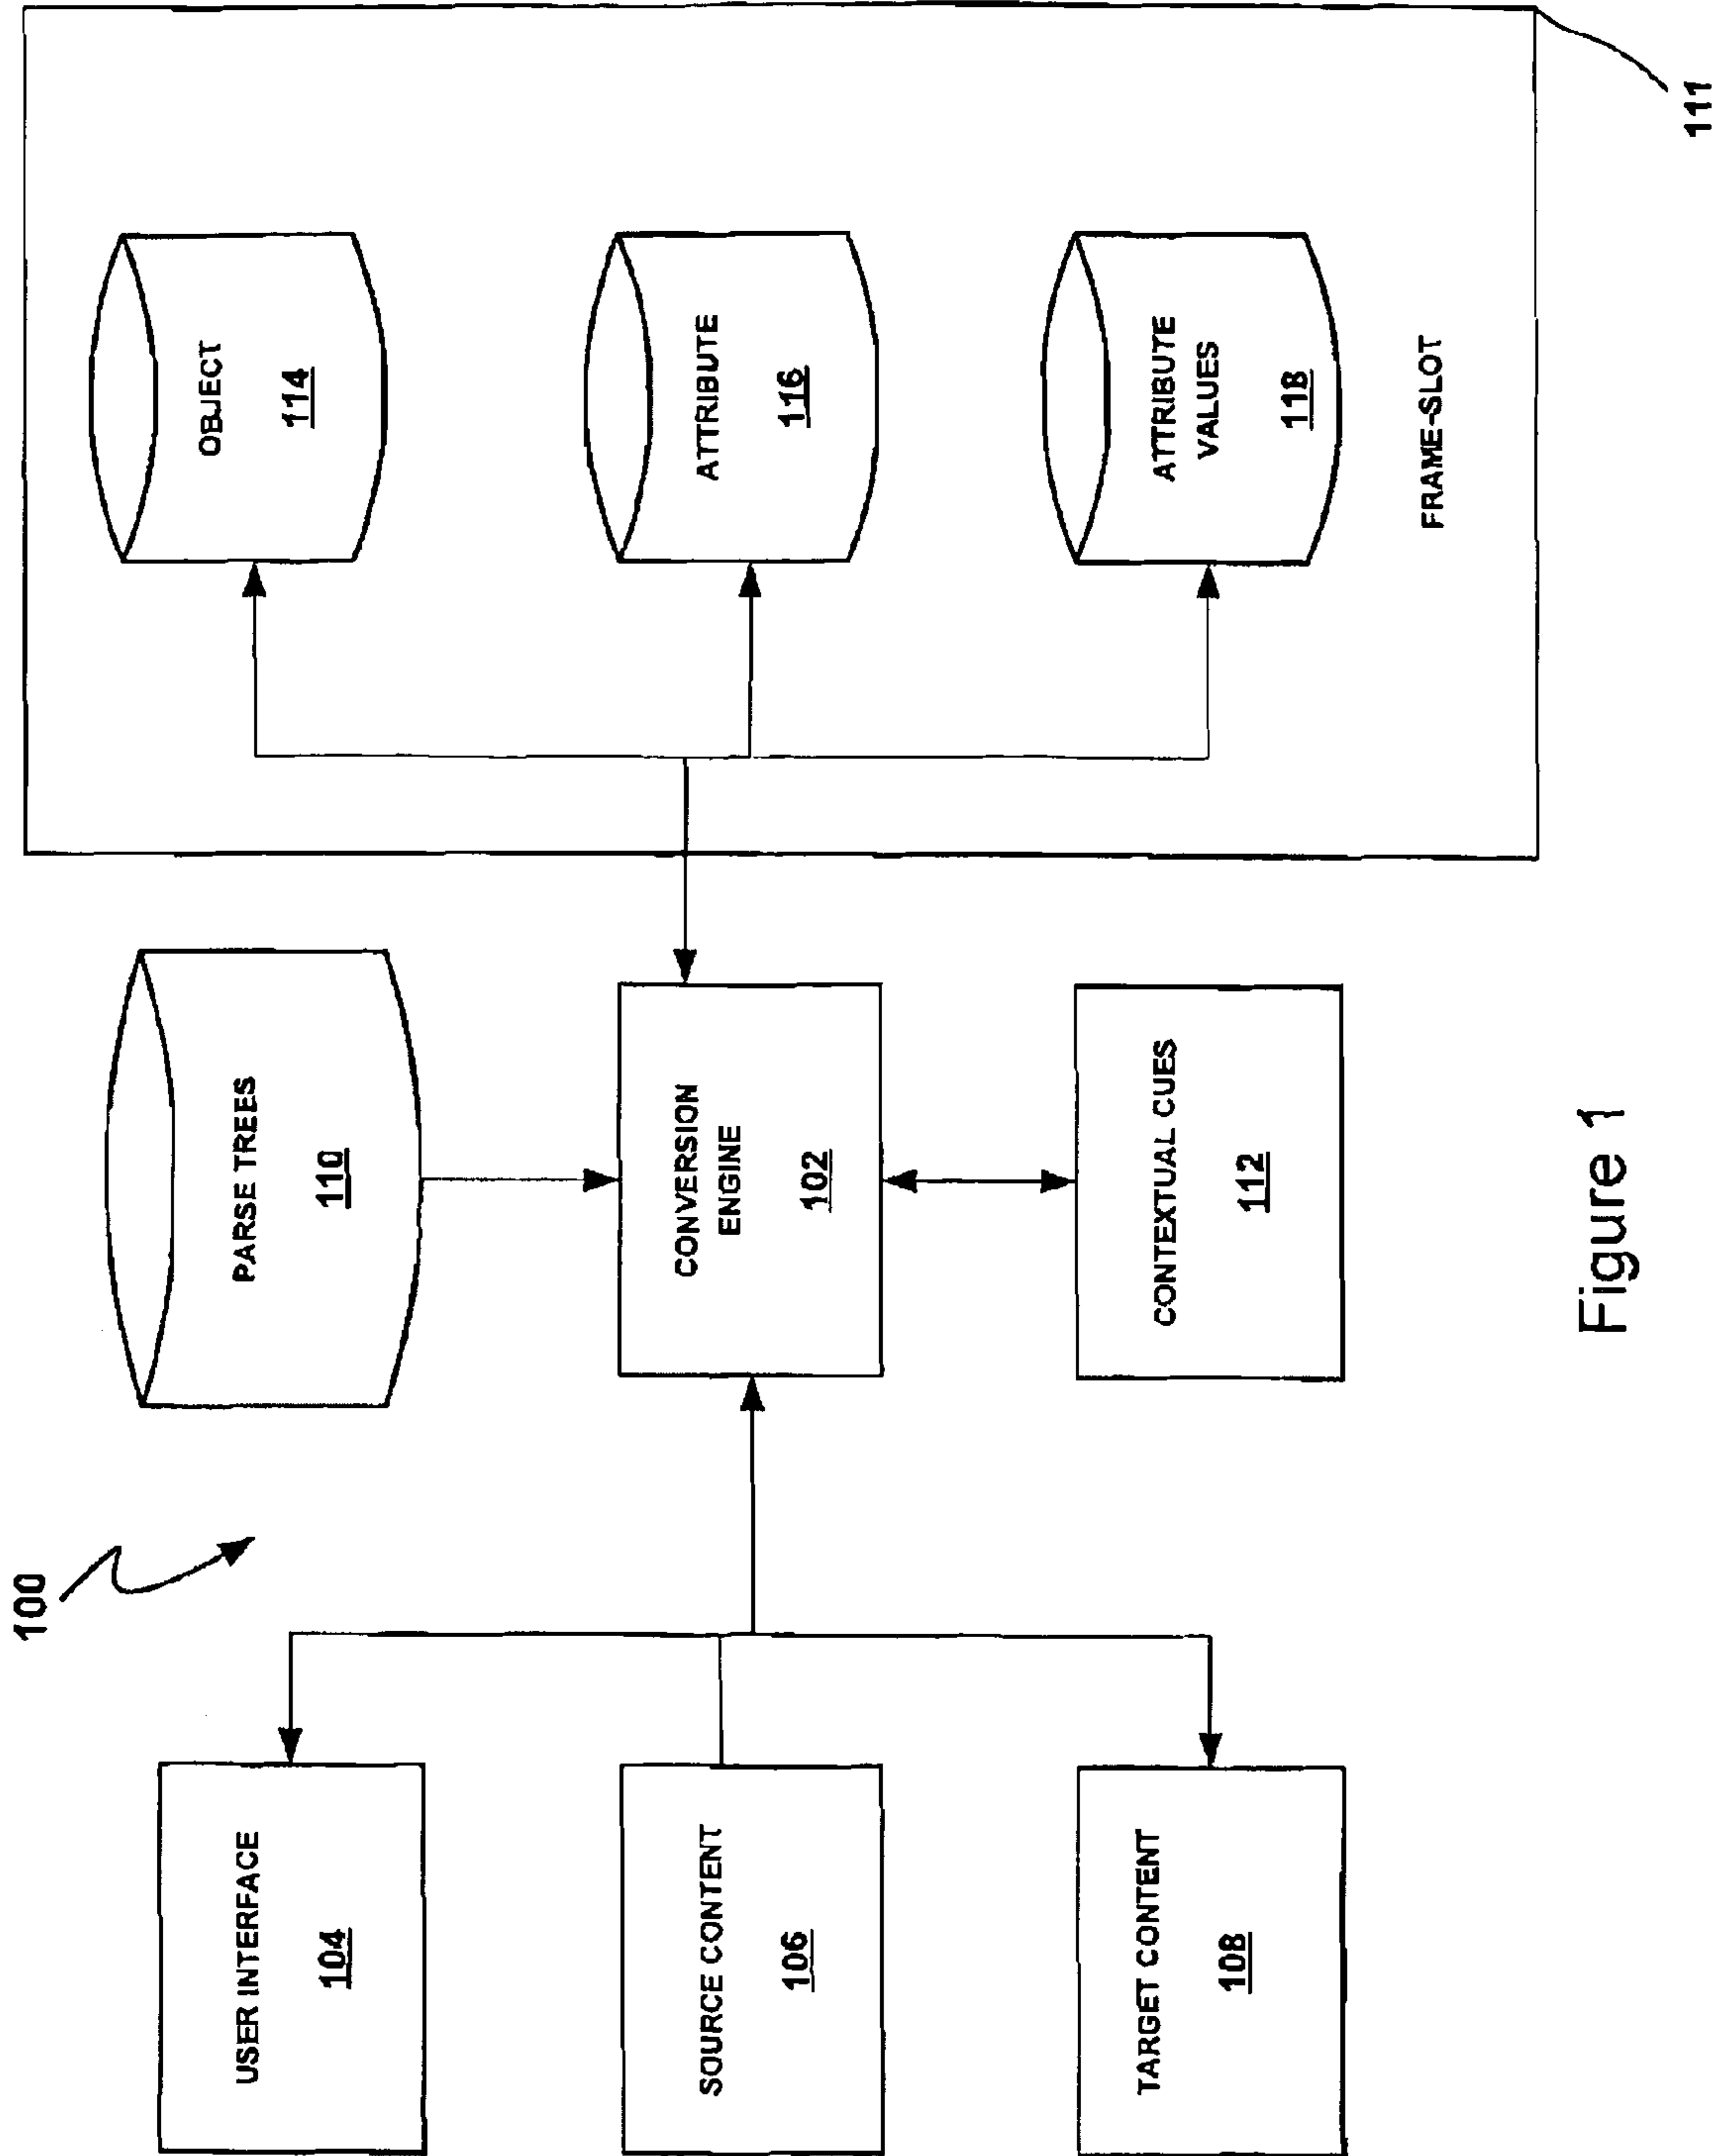 100
USER INTERFACE
104
SOURCE CONTENT
106
TARGET CONTENT
108
PARSE TREES
110
CONVERSION
ENGINE
102
CONTEXTUAL CUES
112
OBJECT
114
ATTRIBUTE
116
ATTRIBUTE
VALUES
118
FRAME-SLOT
111
Figure 1